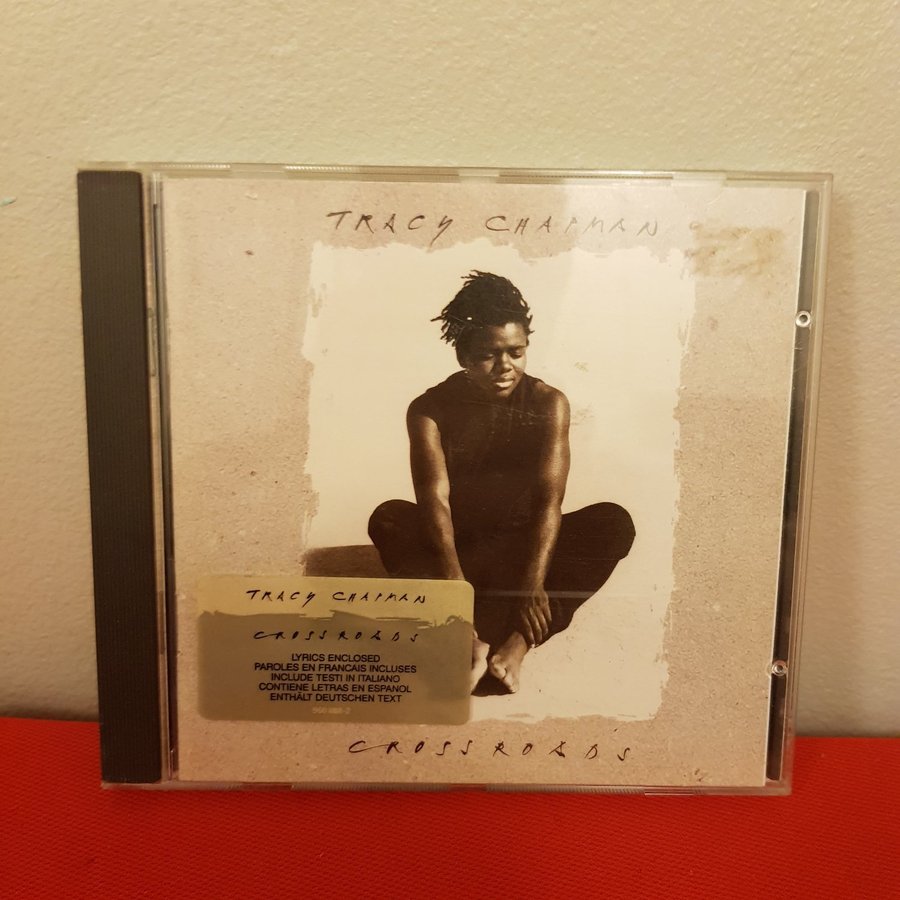 TRACY CHAPMAN
TRACY CHAPMAN
CROSSROADS
LYRICS ENCLOSED
PAROLES EN FRANCAIS INCLUSES
INCLUDE TESTI IN ITALIANO
CONTIENE LETRAS EN ESPANOL
ENTHÄLT DEUTSCHEN TEXT
CROSSROADS